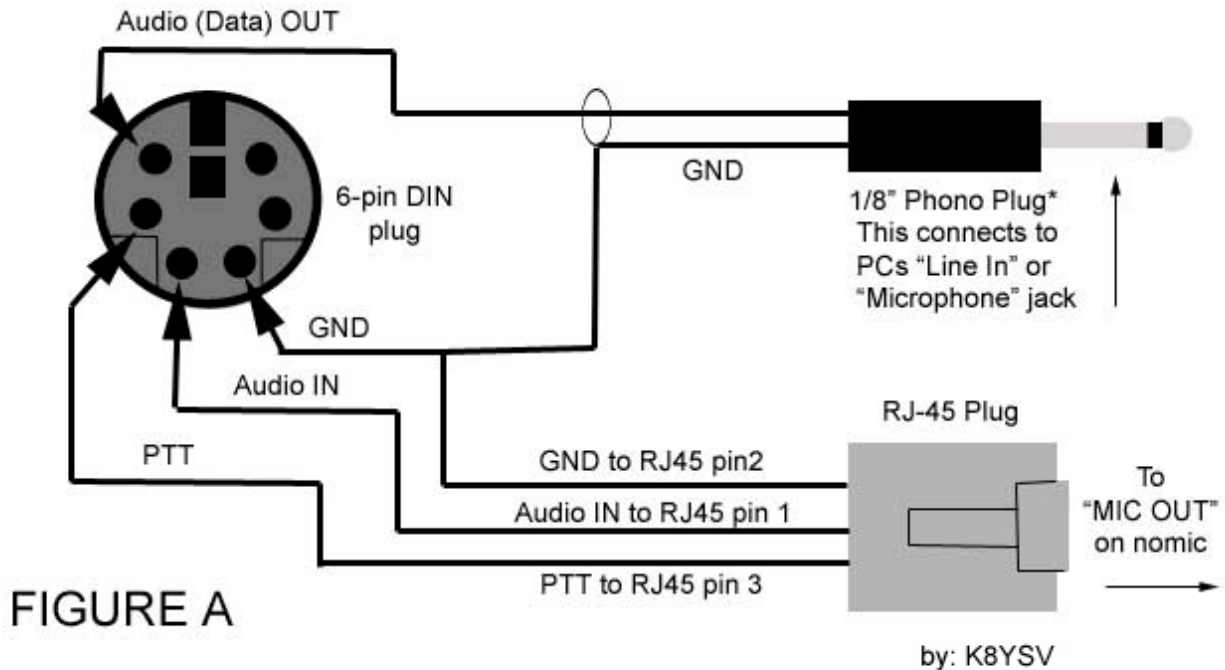 Audio (Data) OUT
GND
6-pin DIN
plug
1/8” Phono Plug*
This connects to
PCs “Line In” or
“Microphone” jack
GND
Audio IN
PTT
RJ-45 Plug
GND to RJ45 pin2
Audio IN to RJ45 pin 1
PTT to RJ45 pin 3
To
“MIC OUT”
on nomic
FIGURE A
by: K8YSV